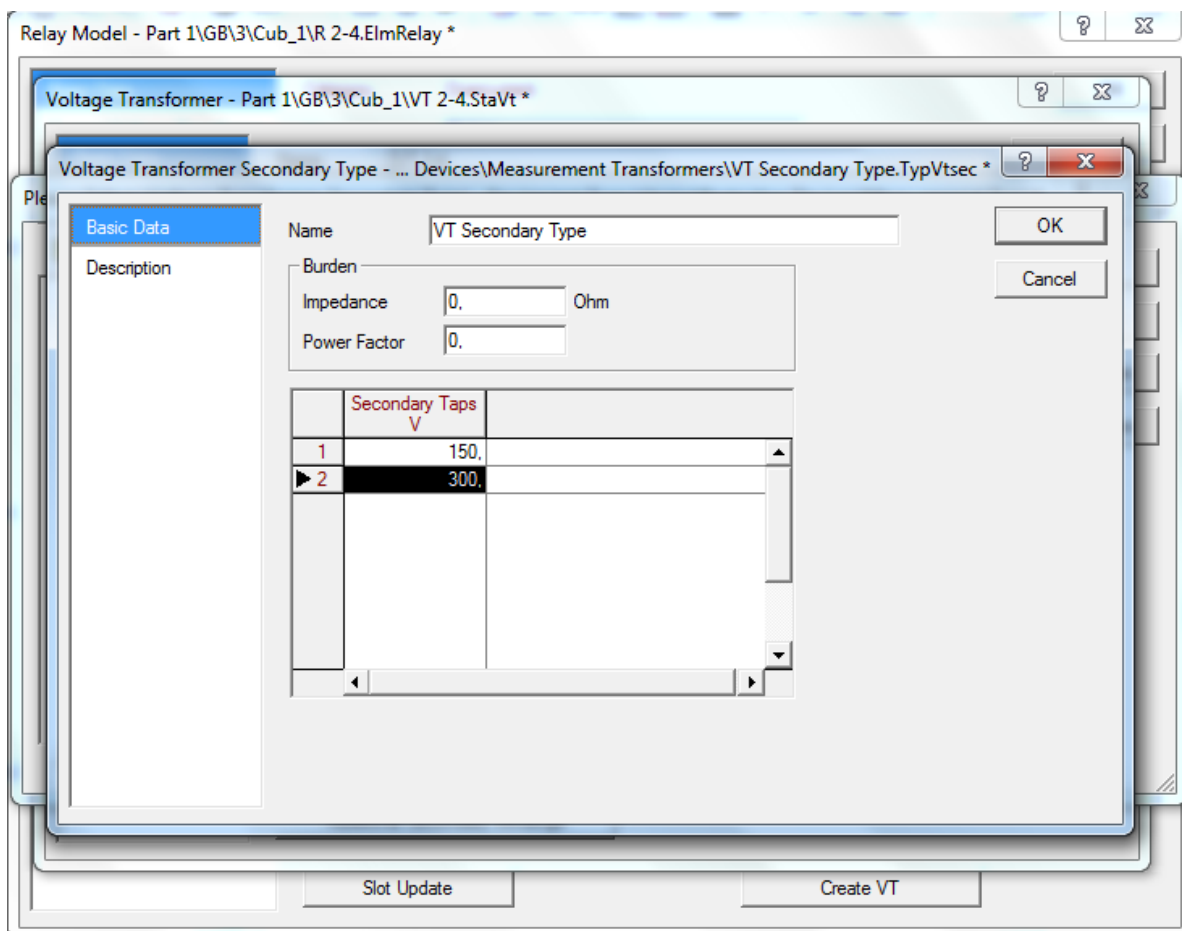 Relay Model - Part 1\GB\3\Cub_1\R 2-4.ElmRelay *
Voltage Transformer - Part 1\GB\3\Cub_1\VT 2-4.StaVt *
Voltage Transformer Secondary Type - ... Devices\Measurement Transformers\VT Secondary Type.TypVtsec *
Ple
Basic Data
Description
Name VT Secondary Type
OK
Cancel
Burden
Impedance 0, Ohm
Power Factor 0,
Secondary Taps
V
1 150,
2 300,
Slot Update Create VT